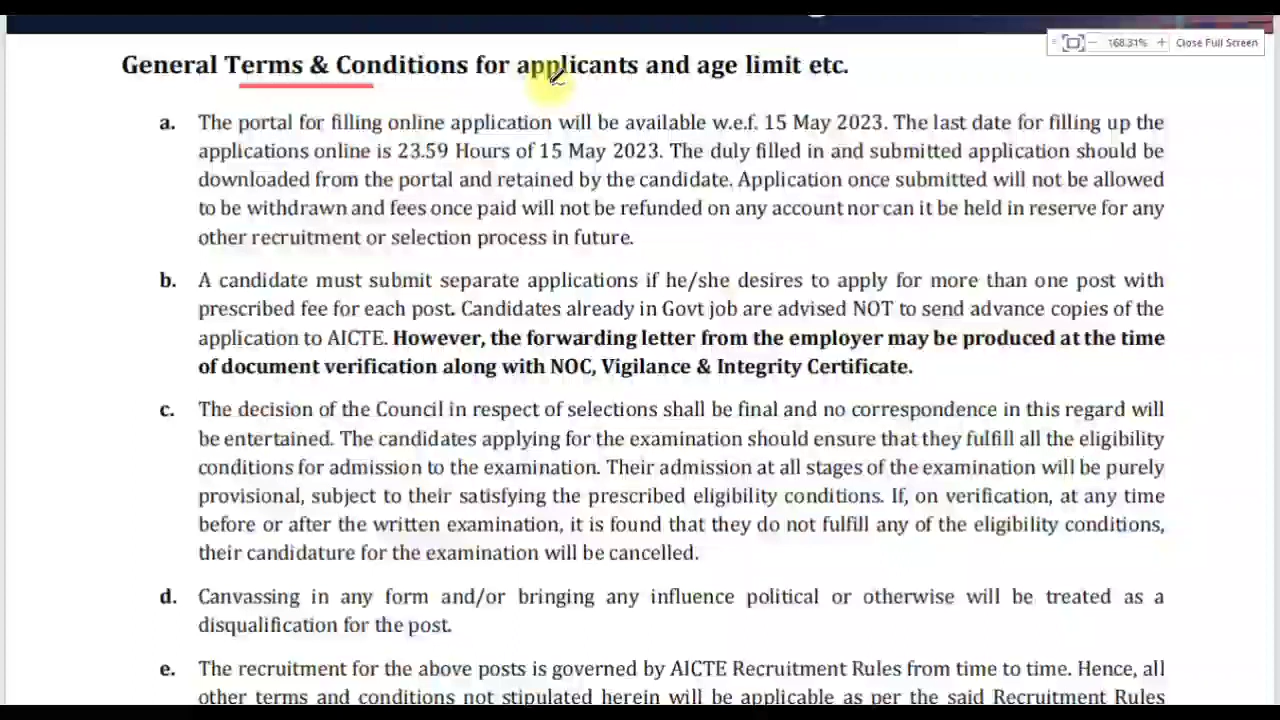 168.31%
Close Full Screen
General Terms & Conditions for applicants and age limit etc.
a. The portal for filling online application will be available w.e.f. 15 May 2023. The last date for filling up the
applications online is 23.59 Hours of 15 May 2023. The duly filled in and submitted application should be
downloaded from the portal and retained by the candidate. Application once submitted will not be allowed
to be withdrawn and fees once paid will not be refunded on any account nor can it be held in reserve for any
other recruitment or selection process in future.
b. A candidate must submit separate applications if he/she desires to apply for more than one post with
prescribed fee for each post. Candidates already in Govt job are advised NOT to send advance copies of the
application to AICTE. However, the forwarding letter from the employer may be produced at the time
of document verification along with NOC, Vigilance & Integrity Certificate.
c. The decision of the Council in respect of selections shall be final and no correspondence in this regard will
be entertained. The candidates applying for the examination should ensure that they fulfill all the eligibility
conditions for admission to the examination. Their admission at all stages of the examination will be purely
provisional, subject to their satisfying the prescribed eligibility conditions. If, on verification, at any time
before or after the written examination, it is found that they do not fulfill any of the eligibility conditions,
their candidature for the examination will be cancelled.
d. Canvassing in any form and/or bringing any influence political or otherwise will be treated as a
disqualification for the post.
e. The recruitment for the above posts is governed by AICTE Recruitment Rules from time to time. Hence, all
other terms and conditions not stipulated herein will be applicable as per the said Recruitment Rules